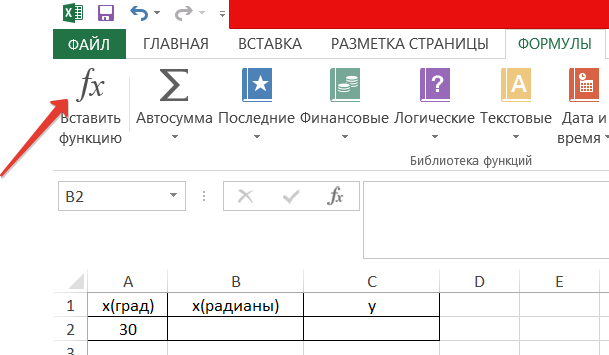 ФАЙЛ ГЛАВНАЯ ВСТАВКА РАЗМЕТКА СТРАНИЦЫ ФОРМУЛЫ
fx Σ ? A
Вставить Автосумма Последние Финансовые Логические Текстовые Дата и
функцию время
Библиотека функций
B2 fx
A B C D E
1 х(град) х(радианы) у
2 30
3